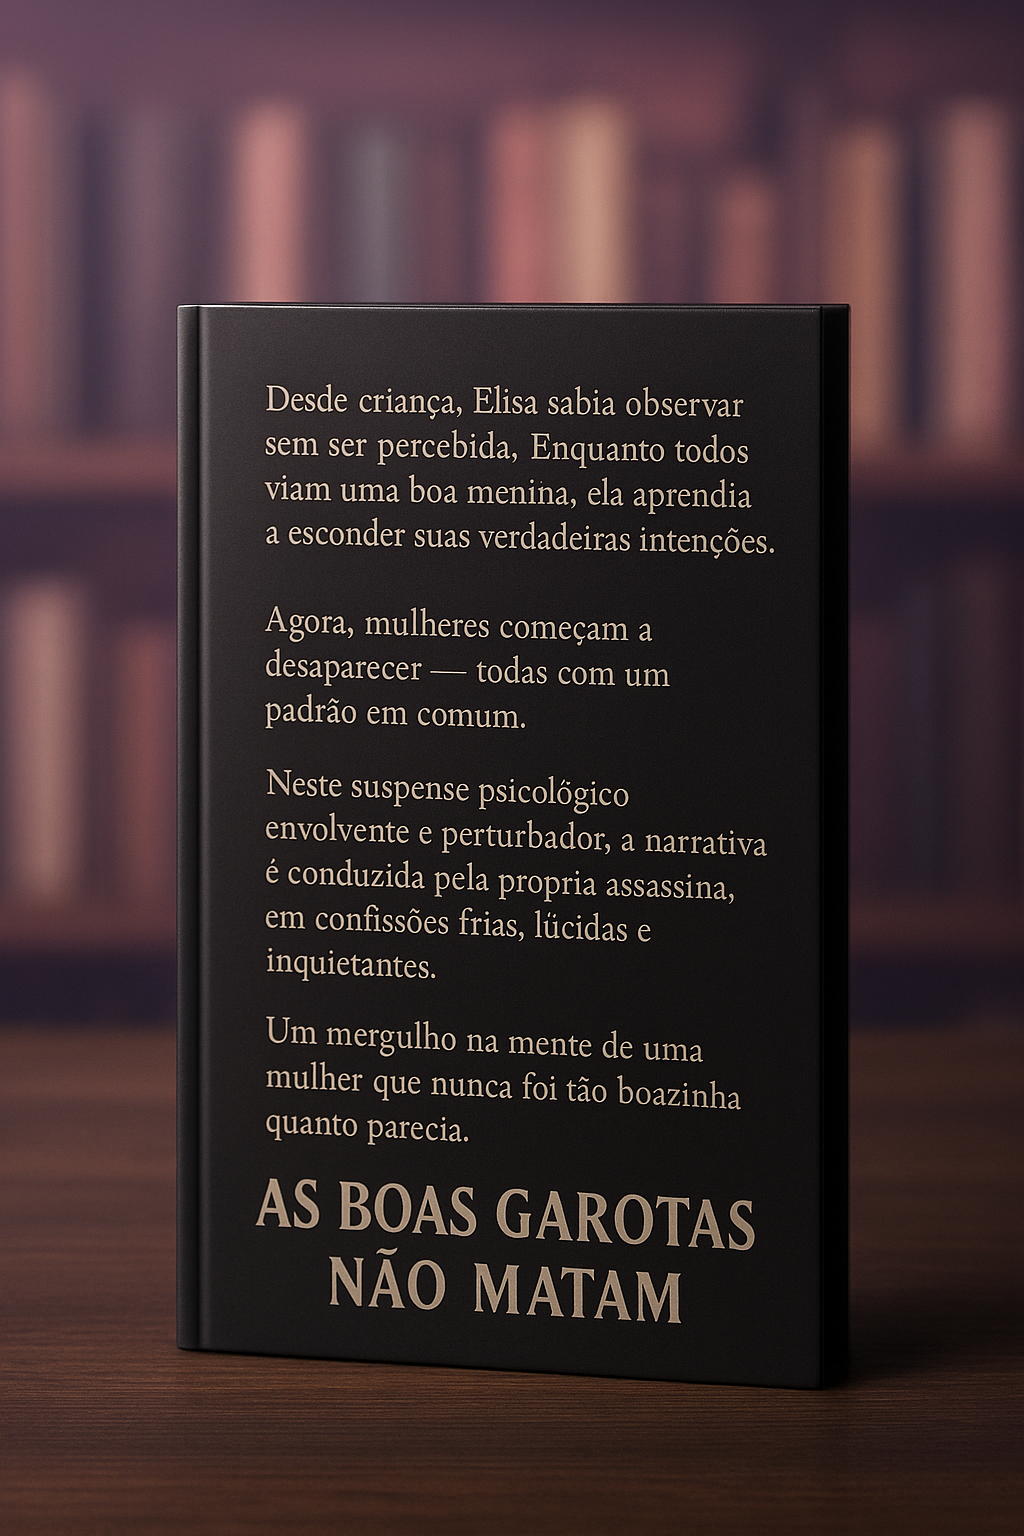 Desde criança, Elisa sabia observar
sem ser percebida, Enquanto todos
viam uma boa menina, ela aprendia
a esconder suas verdadeiras intenções.
Agora, mulheres começam a
desaparecer — todas com um
padrão em comum.
Neste suspense psicológico
envolvente e perturbador, a narrativa
é conduzida pela propria assassina,
em confissões frias, lücidas e
inquietantes.
Um mergulho na mente de uma
mulher que nunca foi tão boazinha
quanto parecia.
AS BOAS GAROTAS
NÃO MATAM